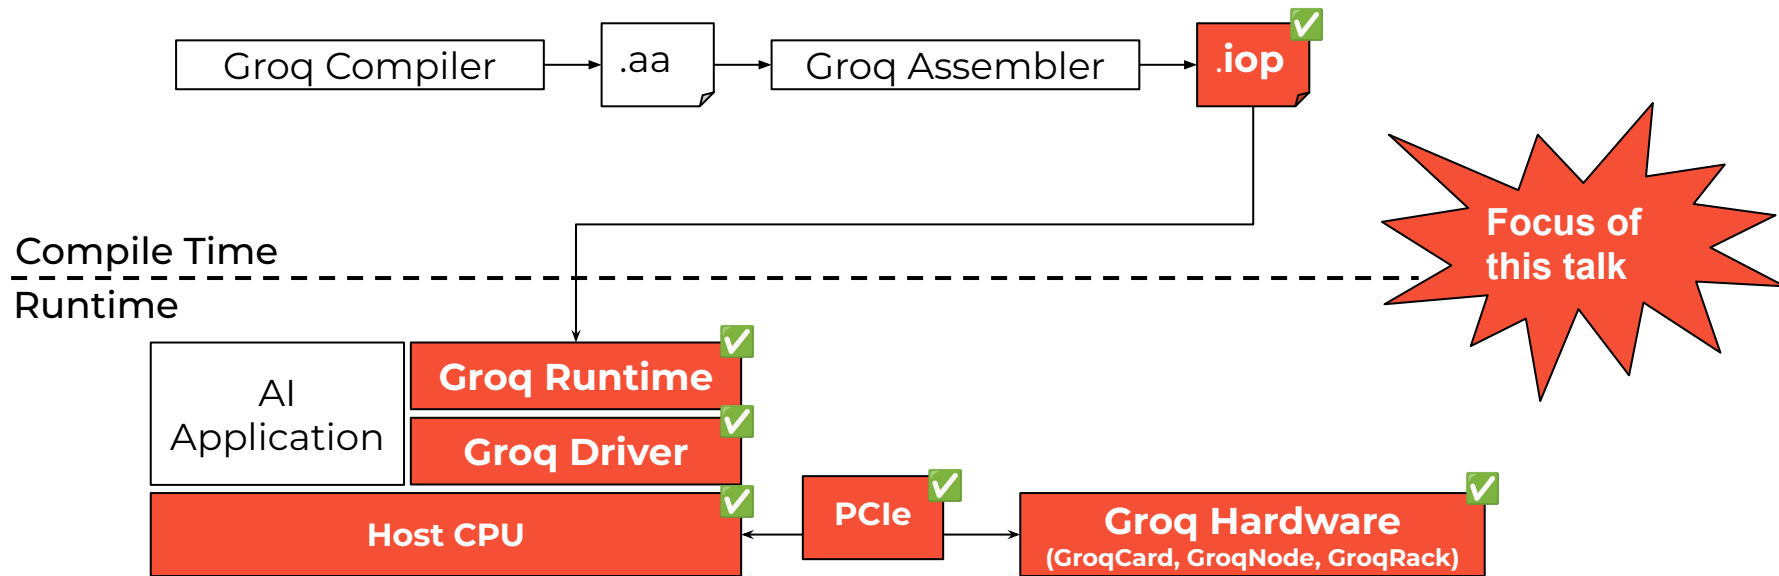 Groq Compiler
.aa
Groq Assembler
.iop
Focus of
this talk
Compile Time
Runtime
AI
Application
Groq Runtime
Groq Driver
Host CPU
PCIe
Groq Hardware
(GroqCard, GroqNode, GroqRack)